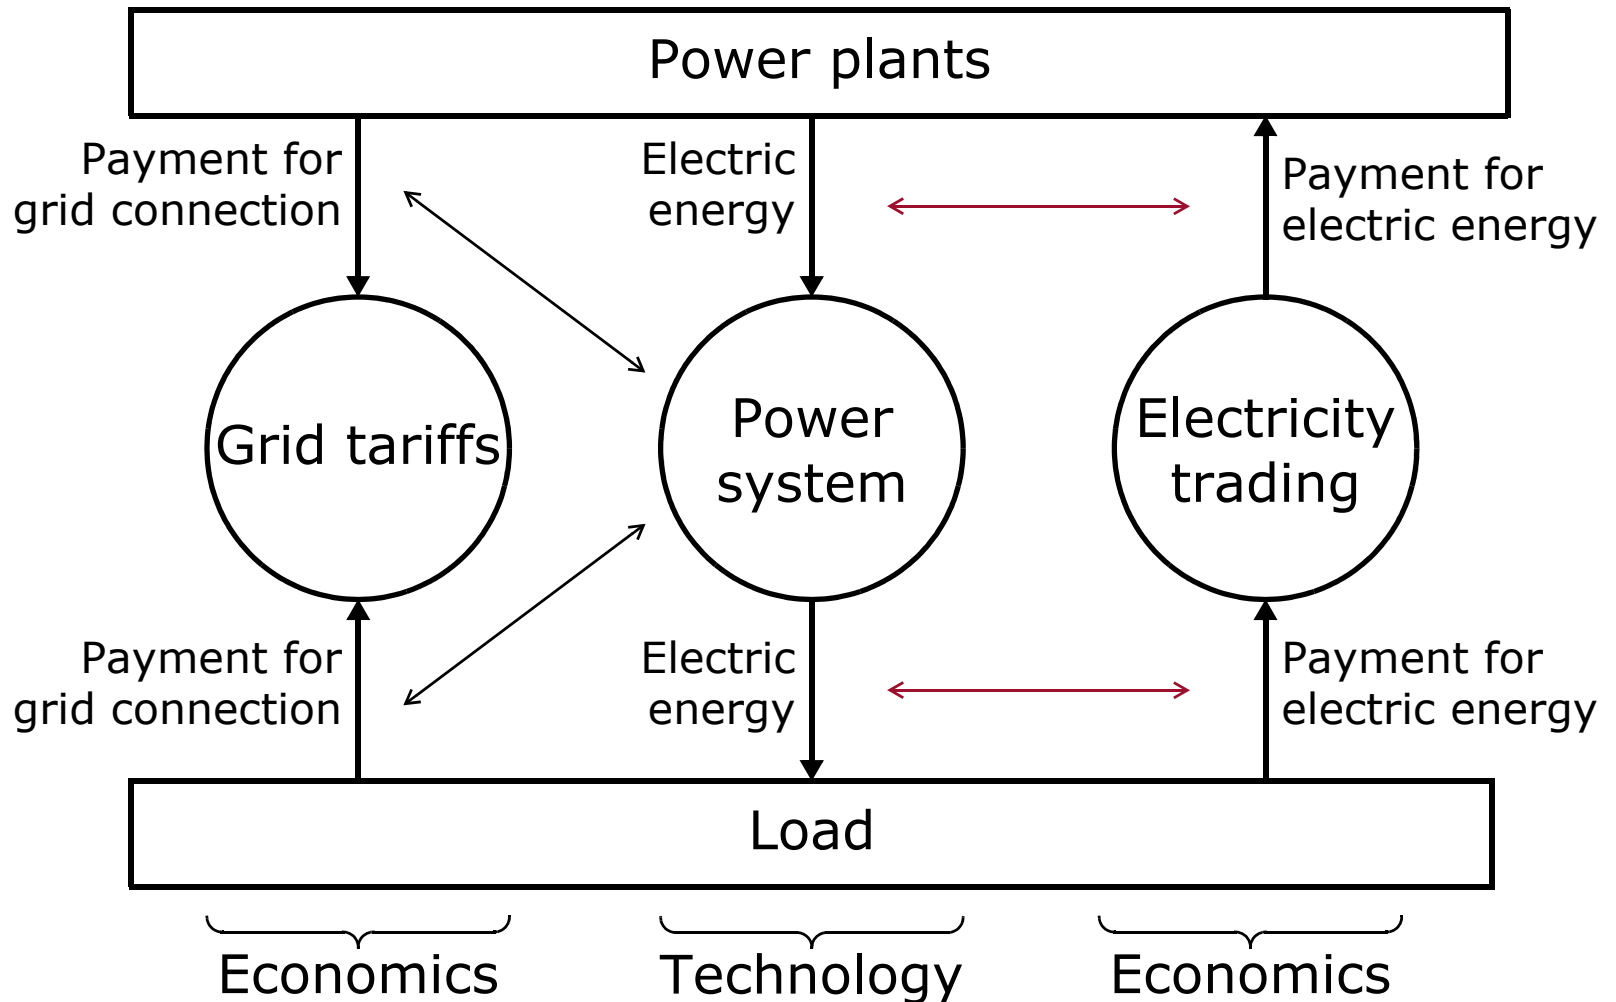 Power plants
Payment for
grid connection
Electric
energy
Payment for
electric energy
Grid tariffs
Power
system
Electricity
trading
Payment for
grid connection
Electric
energy
Payment for
electric energy
Load
Economics
Technology
Economics